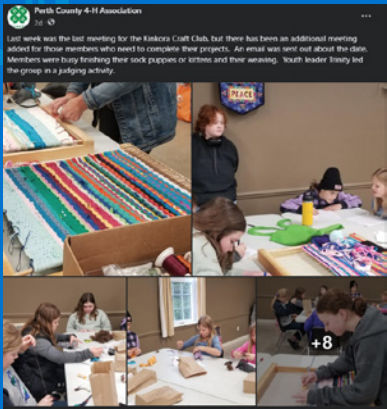 Perth County 4-H Association
2d
Last week was the last meeting for the Kinkora Craft Club, but there has been an additional meeting
added for those members who need to complete their projects. An email was sent out about the date.
Members were busy finishing their sock puppies or kittens and their weaving. Youth leader Trinity led
the group in a judging activity.
PEACE
+8